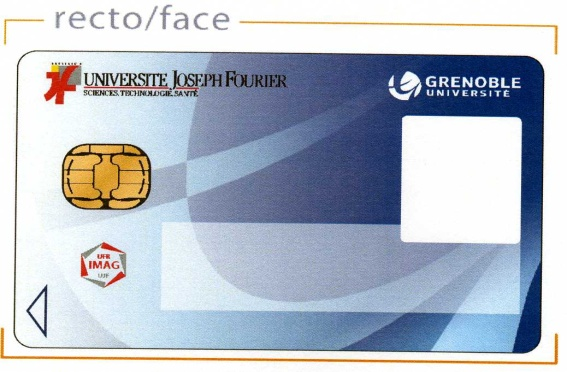 recto/face
UNIVERSITE JOSEPH FOURIER
SCIENCES. TECHNOLOGIE. SANTÉ
GRENOBLE
UNIVERSITÉ
UFR
IMAG
UJF